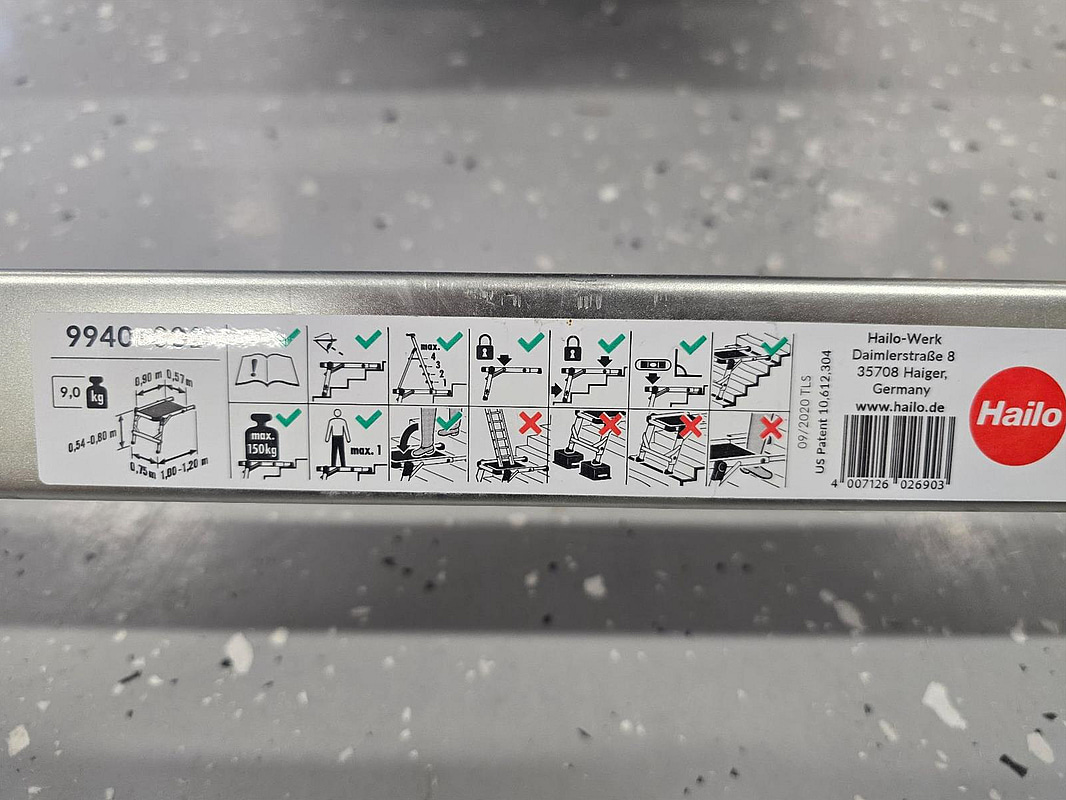 9940
9,0 kg
0,90 m 0,57m
0,54-0,80 m
0,75m 1,00-1,20 m
max.
4
3
2
1
max.
150kg
max. 1
09/2020 TLS
US Patent 10,612,304
Hailo-Werk
Daimlerstraße 8
35708 Haiger,
Germany
www.hailo.de
4 007126 026903
Hailo